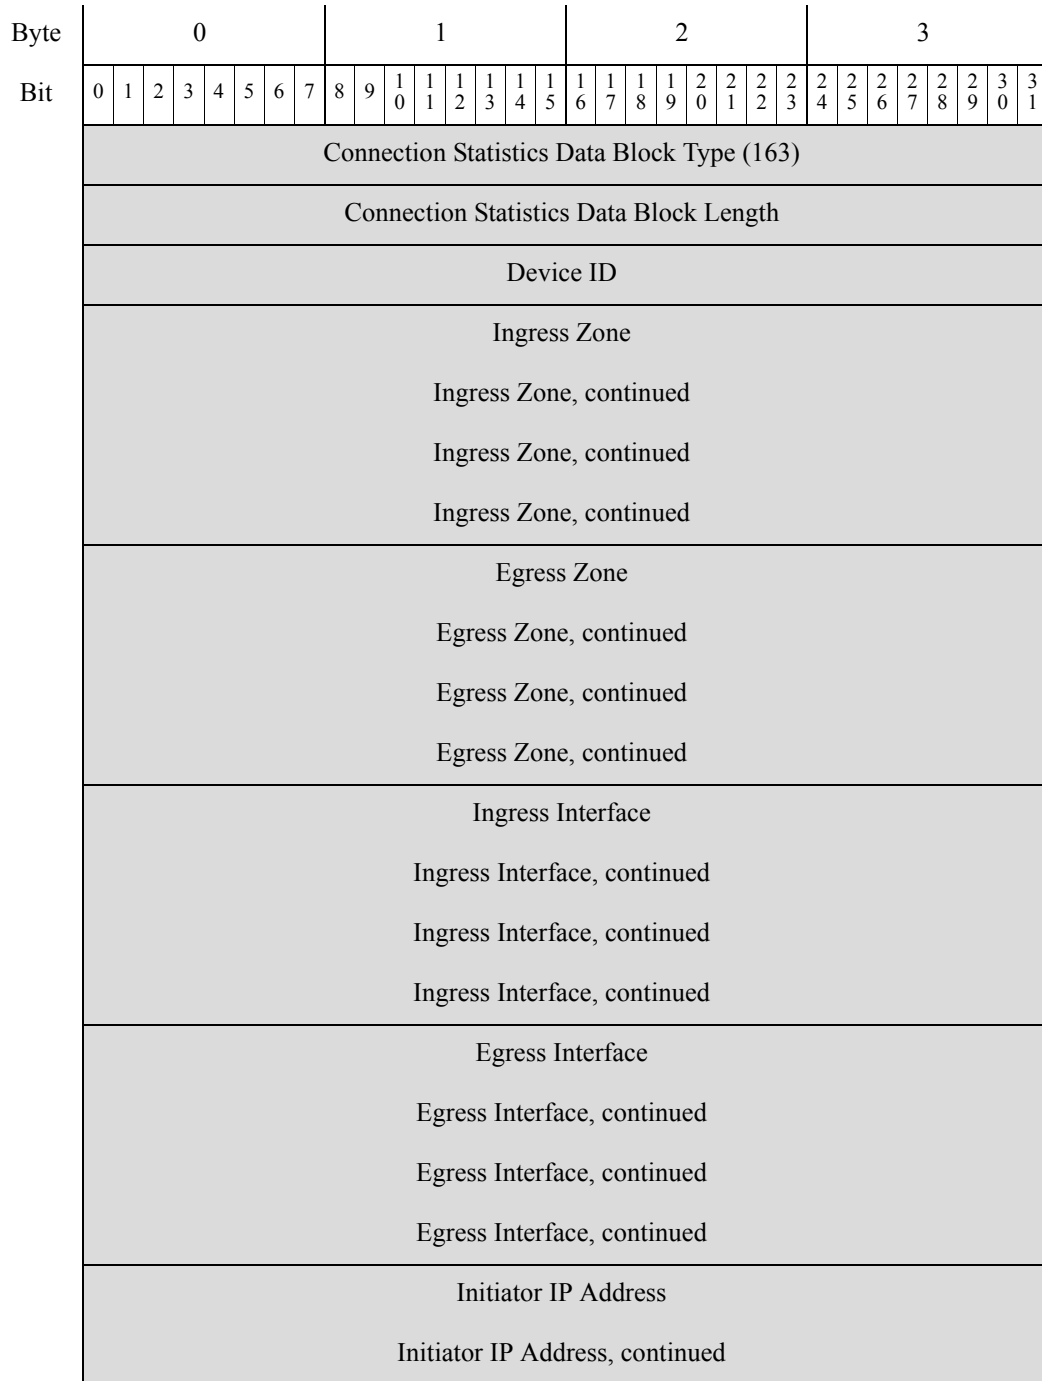 Byte 0 1 2 3
Bit 0 1 2 3 4 5 6 7 8 9 10 11 12 13 14 15 16 17 18 19 20 21 22 23 24 25 26 27 28 29 30 31
Connection Statistics Data Block Type (163)
Connection Statistics Data Block Length
Device ID
Ingress Zone
Ingress Zone, continued
Ingress Zone, continued
Ingress Zone, continued
Egress Zone
Egress Zone, continued
Egress Zone, continued
Egress Zone, continued
Ingress Interface
Ingress Interface, continued
Ingress Interface, continued
Ingress Interface, continued
Egress Interface
Egress Interface, continued
Egress Interface, continued
Egress Interface, continued
Initiator IP Address
Initiator IP Address, continued